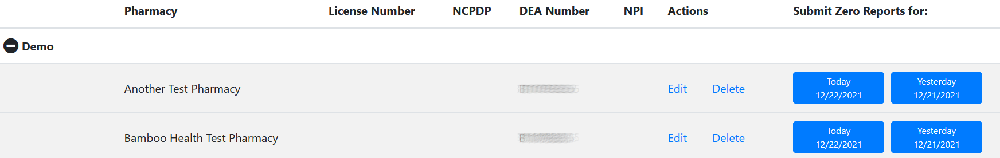 Pharmacy License Number NCPDP DEA Number NPI Actions Submit Zero Reports for:
Demo
Another Test Pharmacy Edit Delete Today 12/22/2021 Yesterday 12/21/2021
Bamboo Health Test Pharmacy Edit Delete Today 12/22/2021 Yesterday 12/21/2021